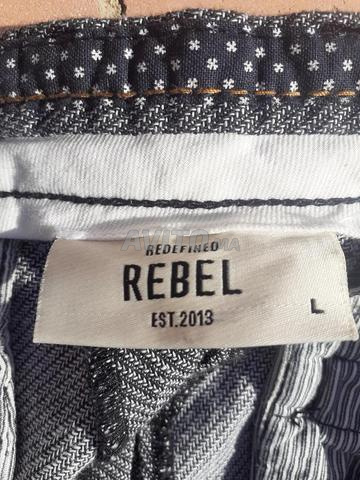 REDEFINED
REBEL
EST.2013
L